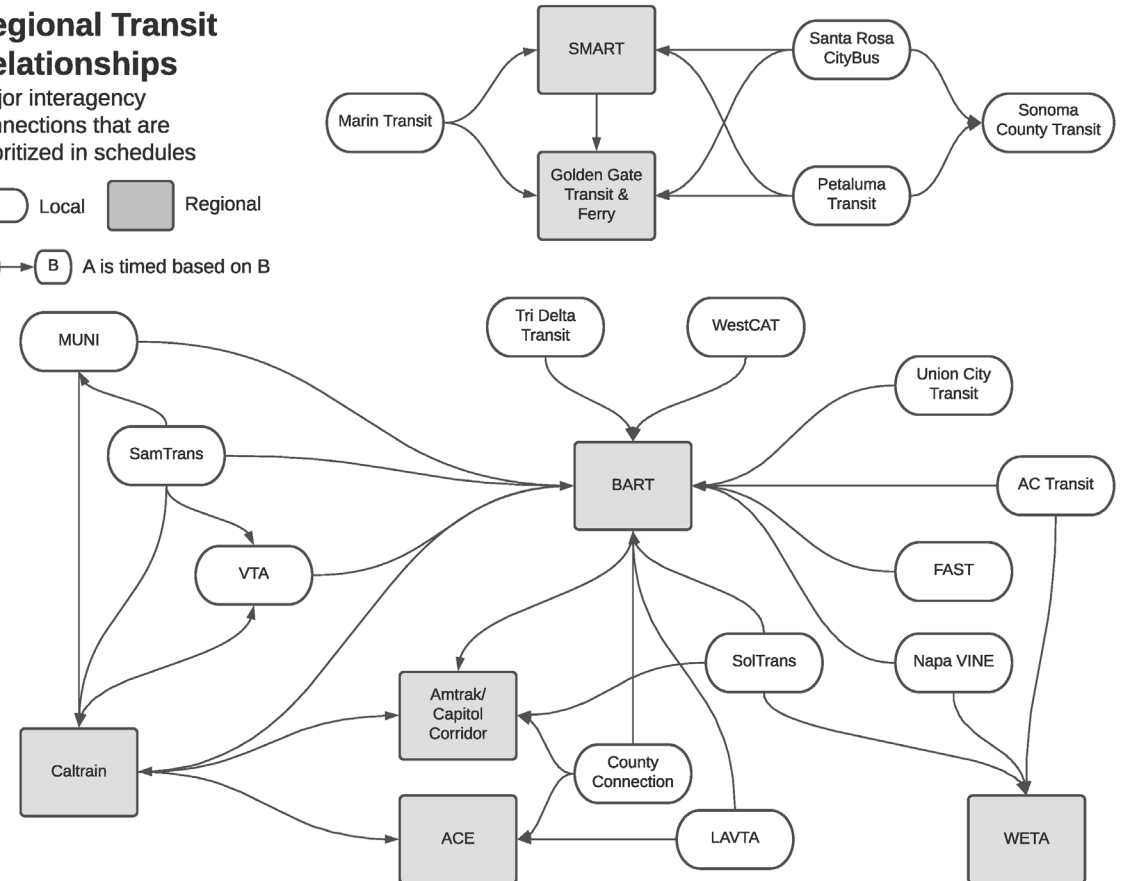 egional Transit
elationships
jor interagency
nnections that are
oritized in schedules
Local
Regional
B
A is timed based on B
SMART
Santa Rosa
CityBus
Marin Transit
Sonoma
County Transit
Golden Gate
Transit &
Ferry
Petaluma
Transit
MUNI
Tri Delta
Transit
WestCAT
Union City
Transit
SamTrans
BART
AC Transit
VTA
FAST
SolTrans
Napa VINE
Amtrak/
Capitol
Corridor
Caltrain
County
Connection
ACE
LAVTA
WETA